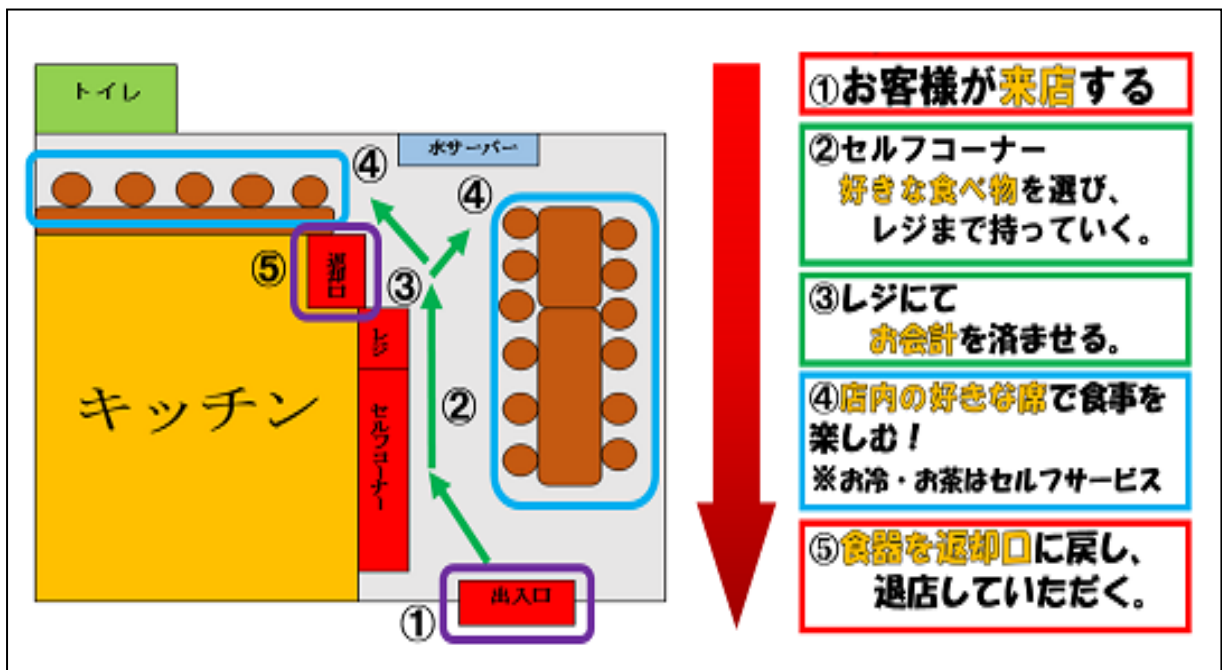 トイレ
水サーバー
④
④
⑤
返却口
③
レジ
キッチン
②
セルフコーナー
出入口
①
①お客様が来店する
②セルフコーナー
好きな食べ物を選び、
レジまで持っていく。
③レジにて
お会計を済ませる。
④店内の好きな席で食事を
楽しむ!
※お冷・お茶はセルフサービス
⑤食器を返却口に戻し、
退店していただく。